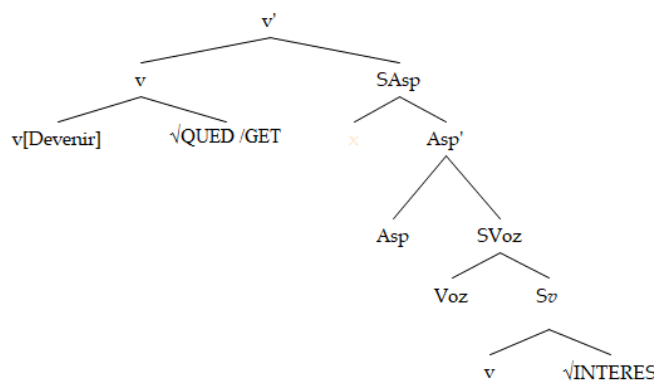 v'
v SAsp
v[Devenir] √QUED /GET x Asp'
Asp SVoz
Voz Sv
v √INTERES